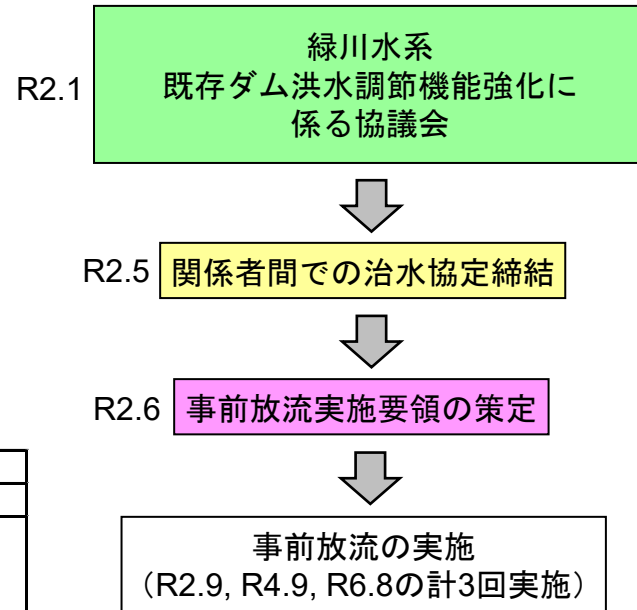 R2.1
緑川水系
既存ダム洪水調節機能強化に
係る協議会
R2.5 関係者間での治水協定締結
R2.6 事前放流実施要領の策定
事前放流の実施
（R2.9, R4.9, R6.8の計3回実施）